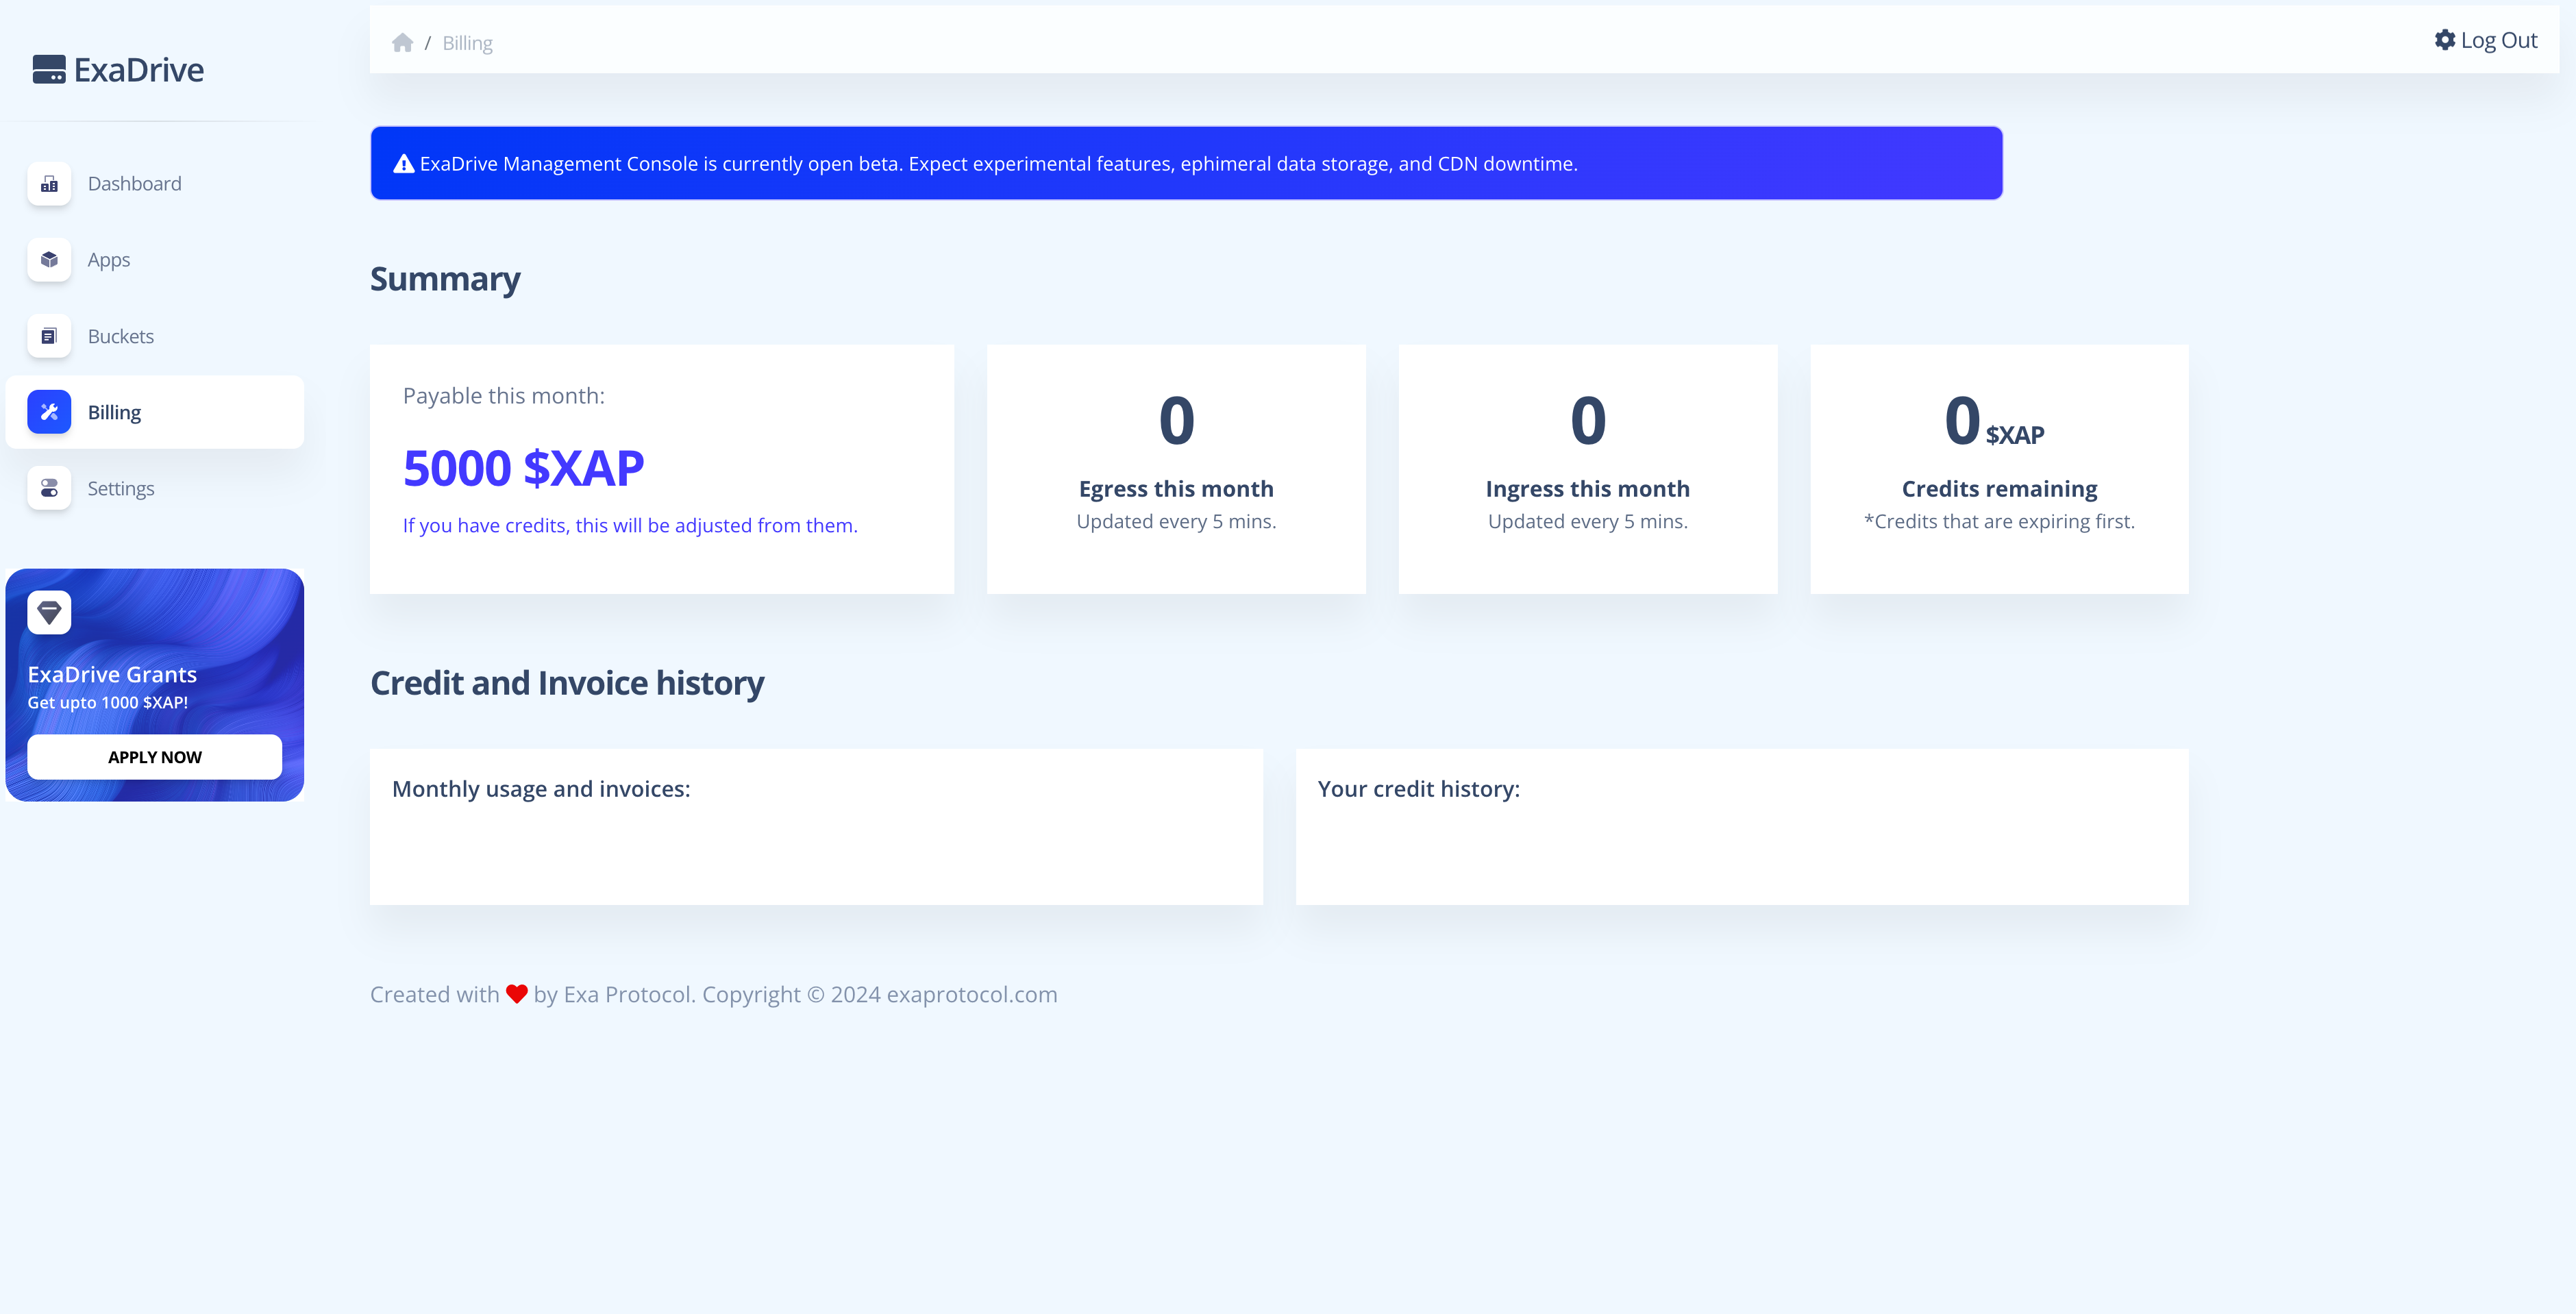 ExaDrive
Dashboard
Apps
Buckets
Billing
Settings
ExaDrive Grants
Get upto 1000 $XAP!
APPLY NOW
/ Billing
Log Out
ExaDrive Management Console is currently open beta. Expect experimental features, ephimeral data storage, and CDN downtime.
Summary
Payable this month:
5000 $XAP
If you have credits, this will be adjusted from them.
0
Egress this month
Updated every 5 mins.
0
Ingress this month
Updated every 5 mins.
0 $XAP
Credits remaining
*Credits that are expiring first.
Credit and Invoice history
Monthly usage and invoices:
Your credit history:
Created with ❤ by Exa Protocol. Copyright © 2024 exaprotocol.com